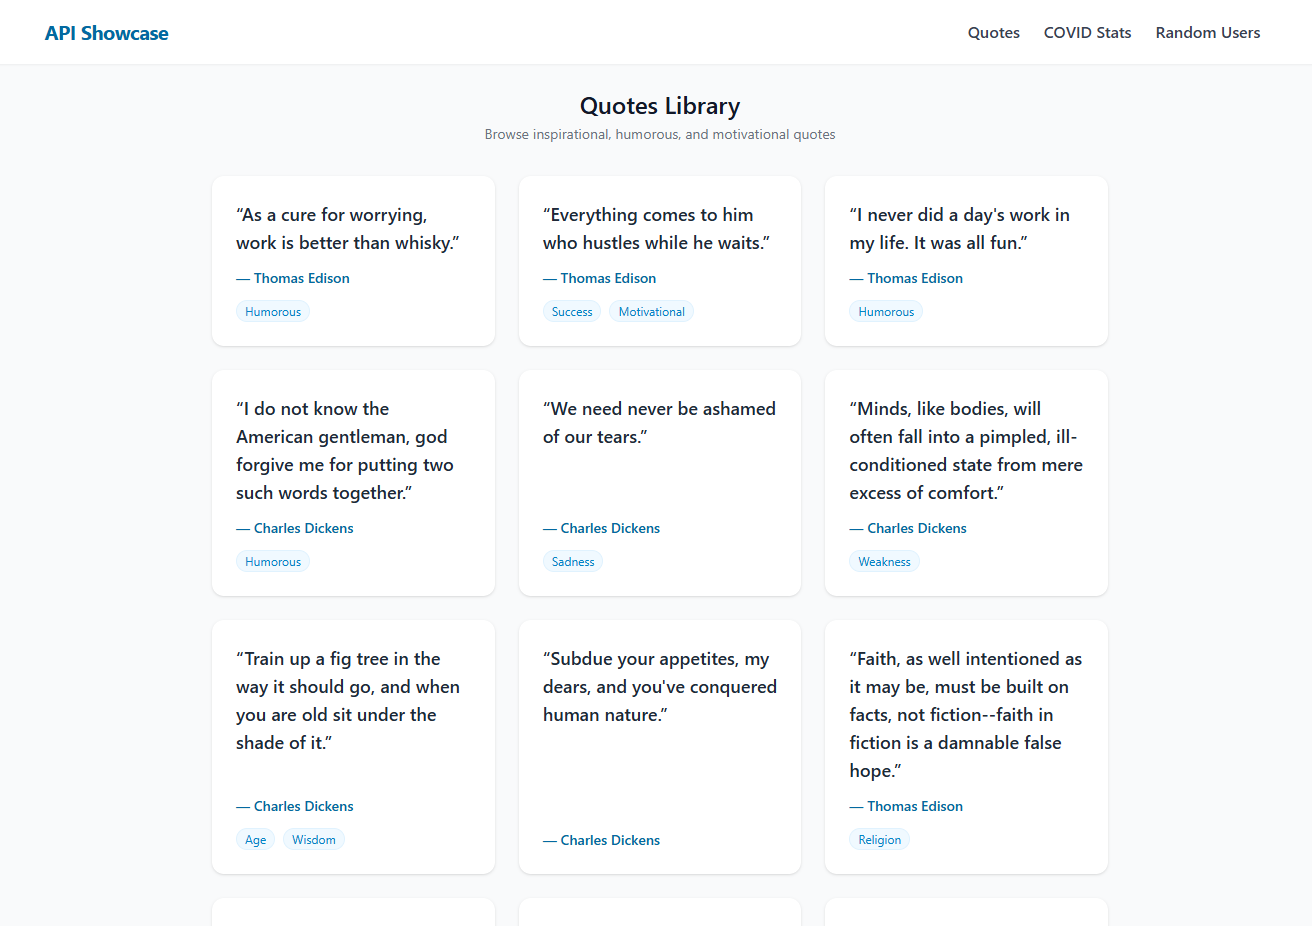 API Showcase
Quotes
COVID Stats
Random Users
Quotes Library
Browse inspirational, humorous, and motivational quotes
“As a cure for worrying,
work is better than whisky.”
— Thomas Edison
Humorous
“Everything comes to him
who hustles while he waits.”
— Thomas Edison
Success
Motivational
“I never did a day's work in
my life. It was all fun.”
— Thomas Edison
Humorous
“I do not know the
American gentleman, god
forgive me for putting two
such words together.”
— Charles Dickens
Humorous
“We need never be ashamed
of our tears.”
— Charles Dickens
Sadness
“Minds, like bodies, will
often fall into a pimpled, ill-
conditioned state from mere
excess of comfort.”
— Charles Dickens
Weakness
“Train up a fig tree in the
way it should go, and when
you are old sit under the
shade of it.”
— Charles Dickens
Age
Wisdom
“Subdue your appetites, my
dears, and you've conquered
human nature.”
— Charles Dickens
“Faith, as well intentioned as
it may be, must be built on
facts, not fiction--faith in
fiction is a damnable false
hope.”
— Thomas Edison
Religion